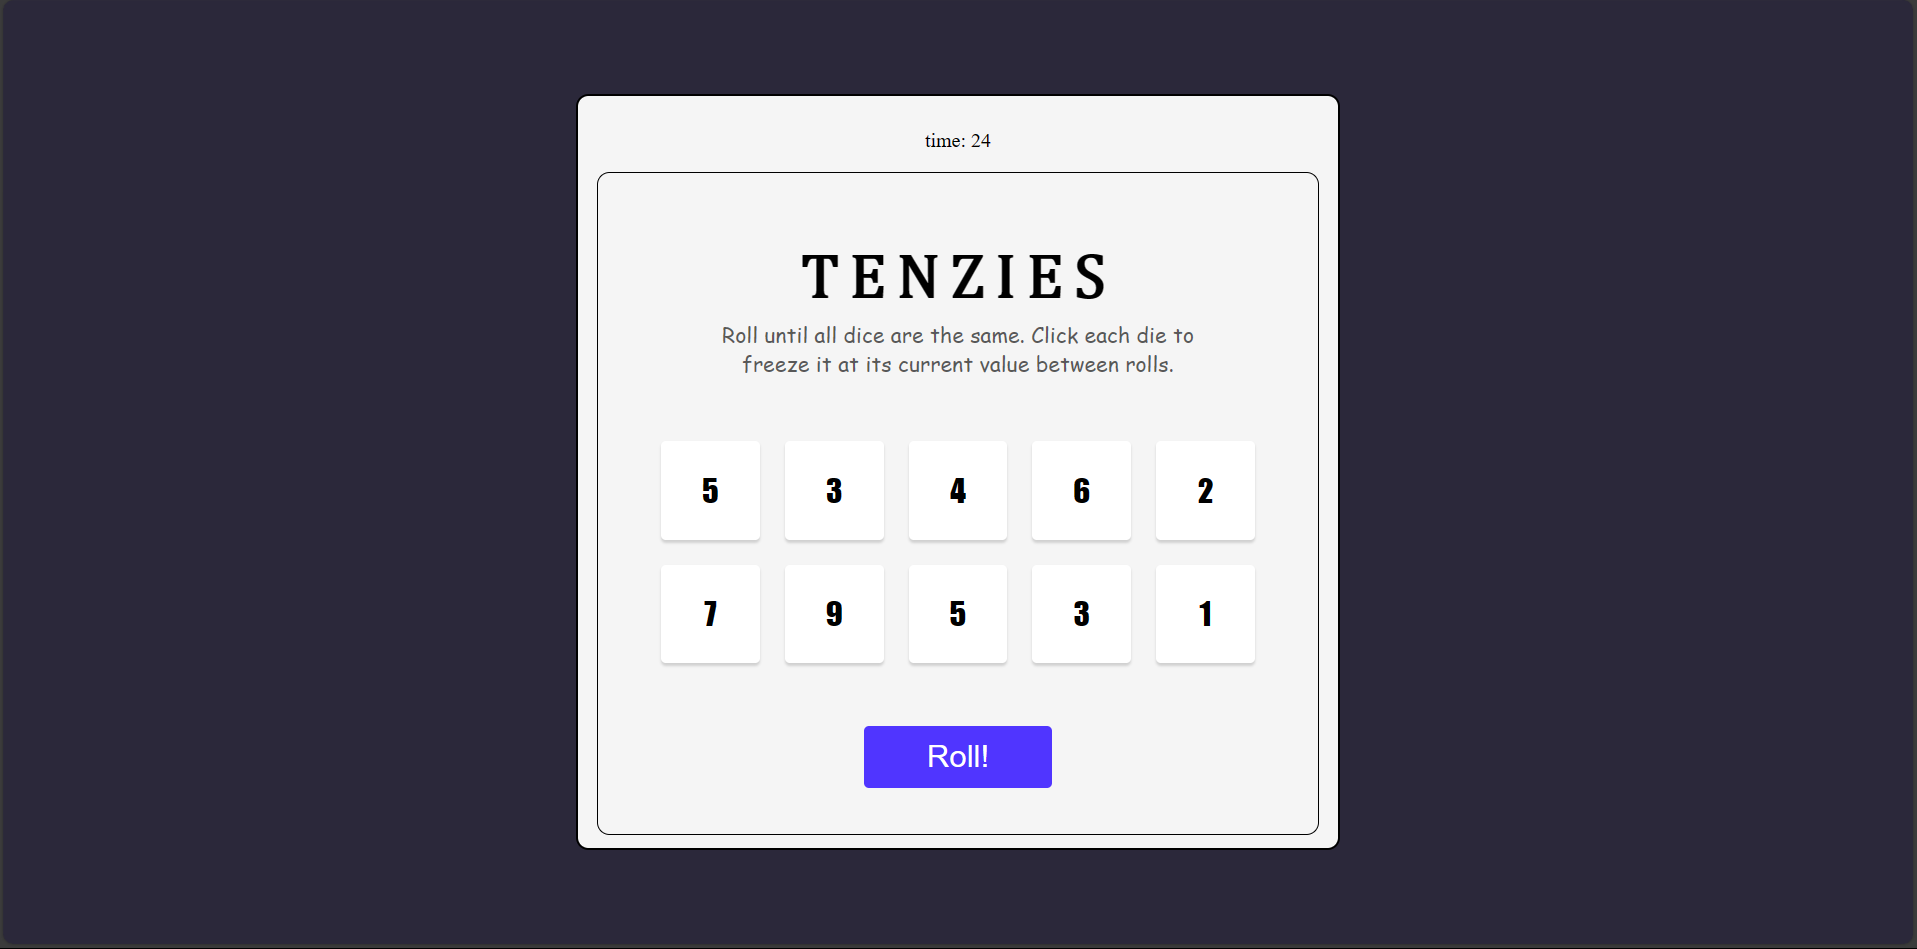 time: 24
TENZIES
Roll until all dice are the same. Click each die to
freeze it at its current value between rolls.
5 3 4 6 2
7 9 5 3 1
Roll!